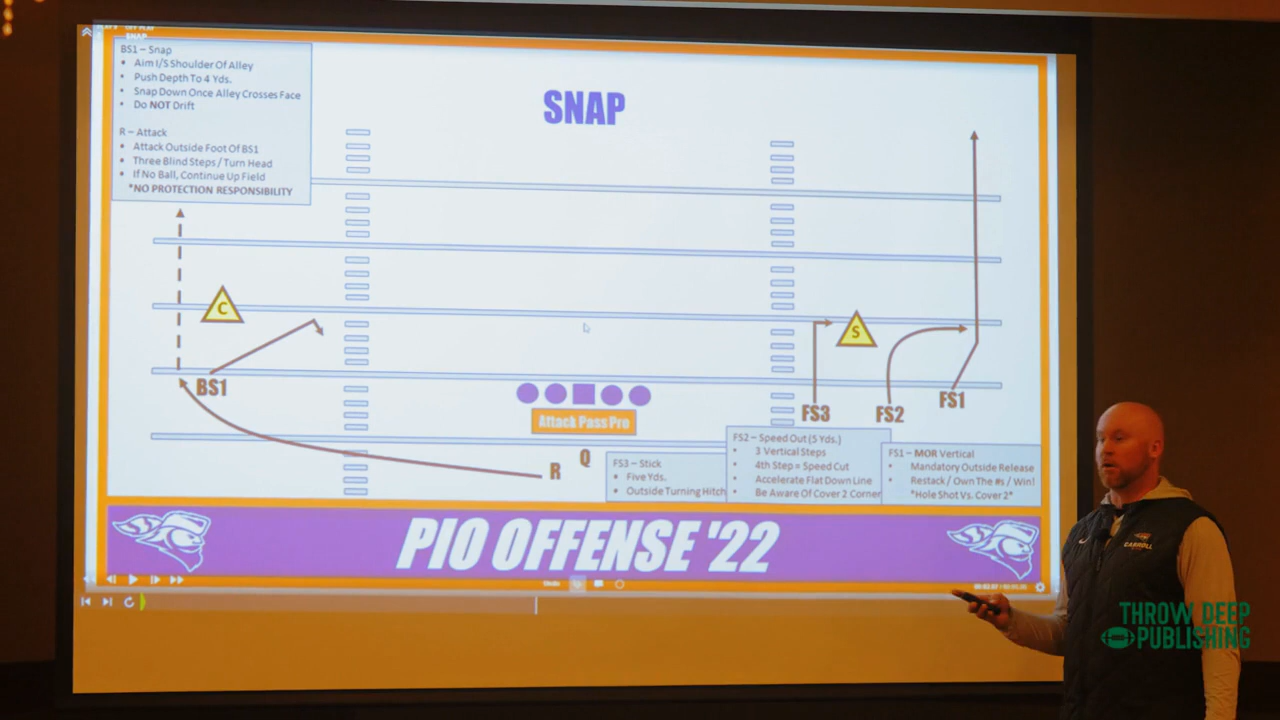 SNAP
BS1 – Snap
• Aim I/S Shoulder Of Alley
• Push Depth To 4 Yds.
• Snap Down Once Alley Crosses Face
• Do NOT Drift
R – Attack
• Attack Outside Foot Of BS1
• Three Blind Steps / Turn Head
• If No Ball, Continue Up Field
*NO PROTECTION RESPONSIBILITY
SNAP
C
S
BS1
FS3
FS2
FS1
Attack Pass Pro
R
Q
FS3 – Stick
• Five Yds.
• Outside Turning Hitch
FS2 – Speed Out (5 Yds.)
• 3 Vertical Steps
• 4th Step = Speed Cut
• Accelerate Flat Down Line
• Be Aware Of Cover 2 Corner
FS1 – MOR Vertical
• Mandatory Outside Release
• Restack / Own The #s / Win!
*Hole Shot Vs. Cover 2*
PIO OFFENSE '22
CARROLL
THROW DEEP
PUBLISHING